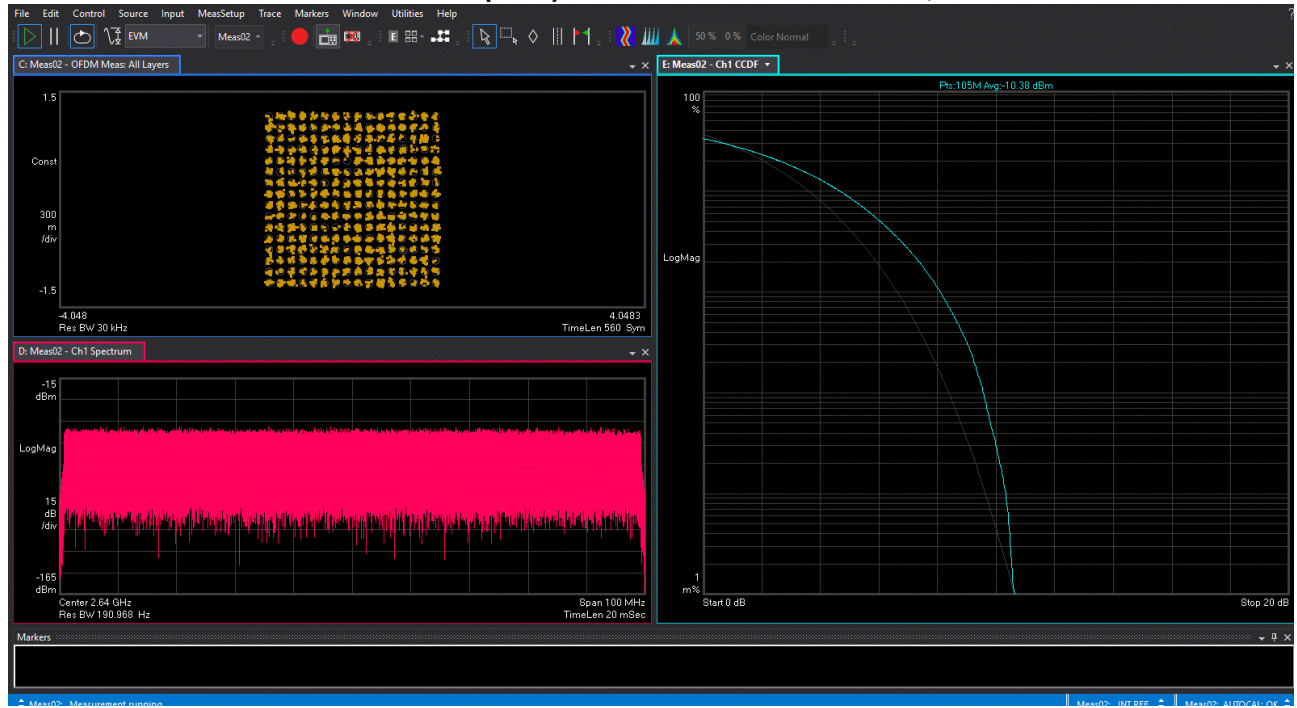 File Edit Control Source Input MeasSetup Trace Markers Window Utilities Help
EVM Meas02 E 50 % 0 % Color Normal
C: Meas02 - OFDM Meas: All Layers
1.5
Const
300
m
/div
-1.5
-4.048 4.0483
Res BW 30 kHz TimeLen 560 Sym
D: Meas02 - Ch1 Spectrum
-15
dBm
LogMag
15
dB
/div
-165
dBm
Center 2.64 GHz Span 100 MHz
Res BW 190.968 Hz TimeLen 20 mSec
E: Meas02 - Ch1 CCDF
Pts:105M Avg:-10.38 dBm
100
%
LogMag
1
m%
Start 0 dB Stop 20 dB
Markers
Meas02: Measurement running Meas02: INT REF Meas02: AUTOCAL: OK